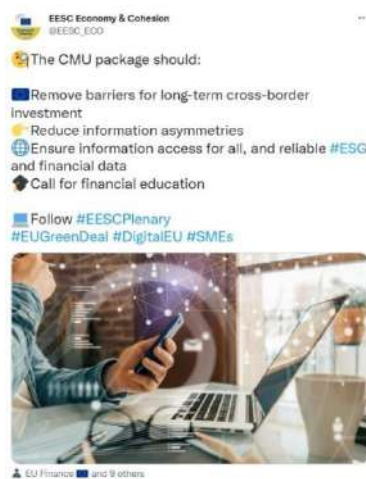 EESC Economy & Cohesion
@EESC_ECO
🧐The CMU package should:
🇪🇺Remove barriers for long-term cross-border
investment
👉Reduce information asymmetries
🌐Ensure information access for all, and reliable #ESG
and financial data
🎓Call for financial education
💻Follow #EESCPlenary
#EUGreenDeal #DigitalEU #SMEs
EU Finance 🇪🇺 and 9 others